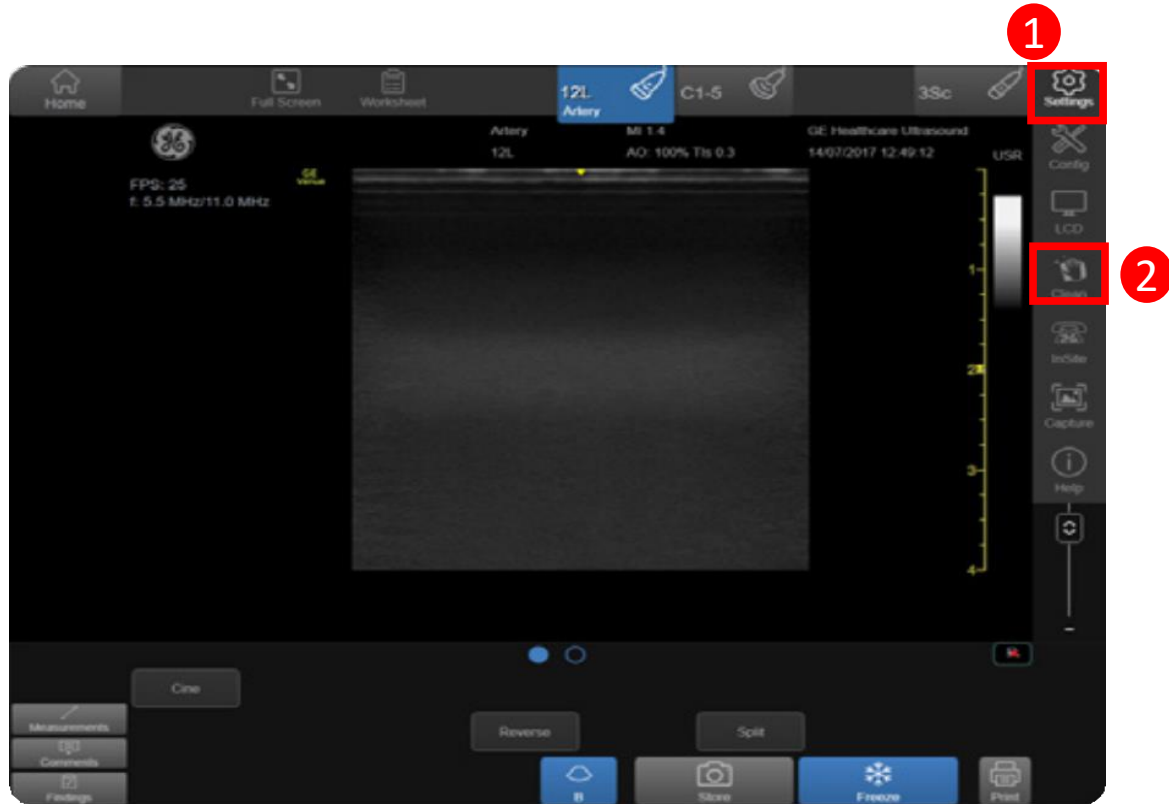 1
Home
Full Screen
Worksheet
12L
Artery
C1-5
3Sc
Settings
Artery
12L
MI 1.4
AO: 100% TIs 0.3
GE Healthcare Ultrasound
14/07/2017 12:49:12
USR
FPS: 25
f: 5.5 MHz/11.0 MHz
GE
Venue
Config
LCD
Clean
2
InSite
Capture
Help
1
2
3
4
Cine
Measurements
Comments
Findings
Reverse
Split
B
Store
Freeze
Print